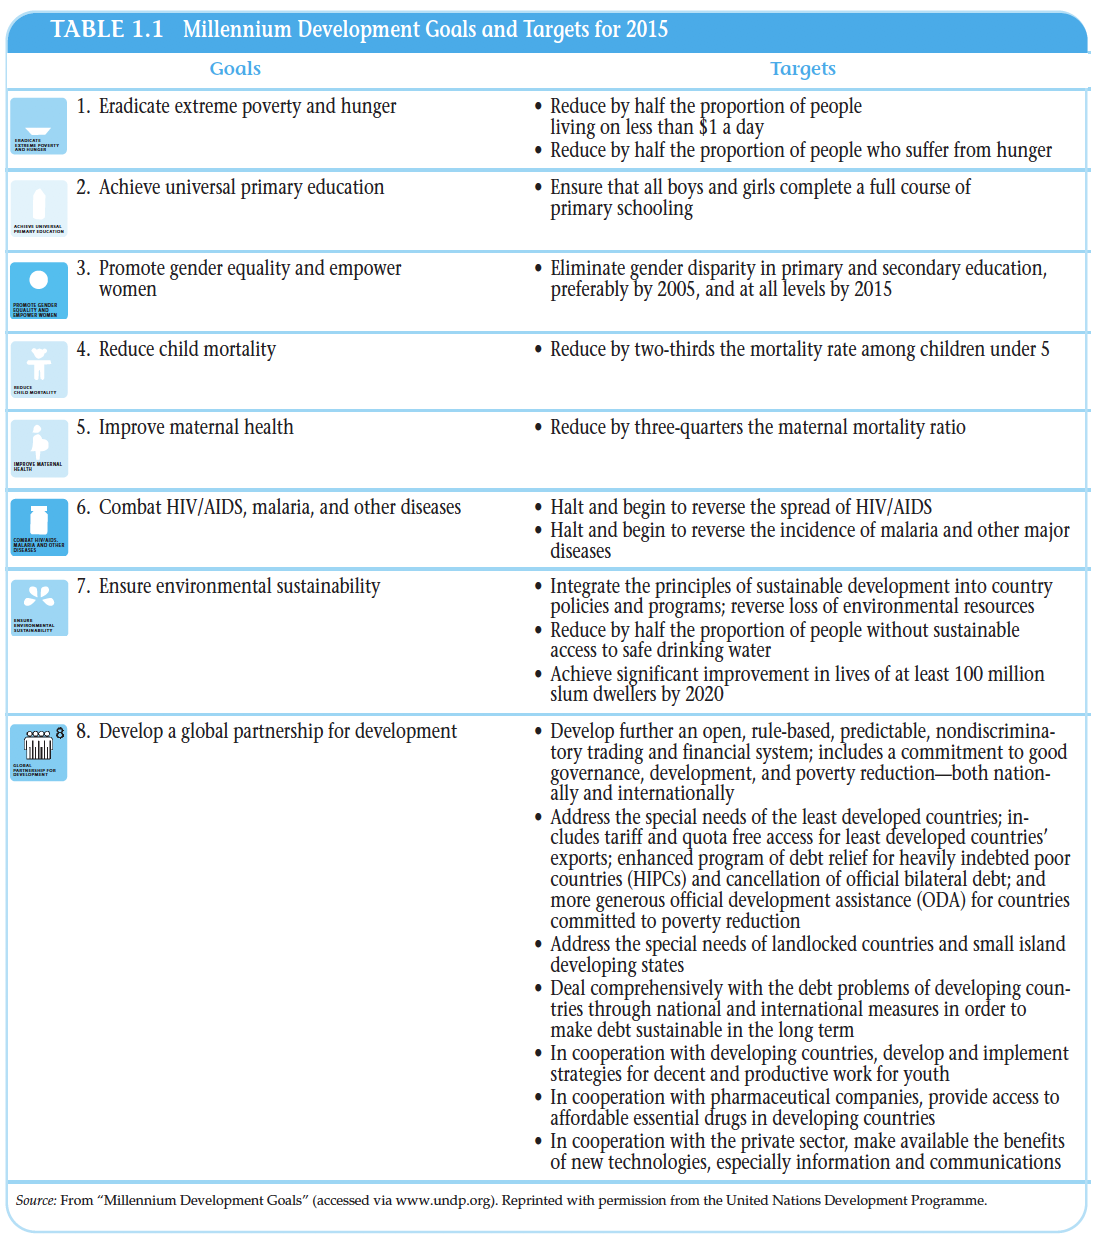 TABLE 1.1 Millennium Development Goals and Targets for 2015
Goals
Targets
ERADICATE
EXTREME POVERTY
AND HUNGER
1. Eradicate extreme poverty and hunger
• Reduce by half the proportion of people
living on less than $1 a day
• Reduce by half the proportion of people who suffer from hunger
ACHIEVE UNIVERSAL
PRIMARY EDUCATION
2. Achieve universal primary education
• Ensure that all boys and girls complete a full course of
primary schooling
PROMOTE GENDER
EQUALITY AND
EMPOWER WOMEN
3. Promote gender equality and empower
women
• Eliminate gender disparity in primary and secondary education,
preferably by 2005, and at all levels by 2015
REDUCE
CHILD MORTALITY
4. Reduce child mortality
• Reduce by two-thirds the mortality rate among children under 5
IMPROVE MATERNAL
HEALTH
5. Improve maternal health
• Reduce by three-quarters the maternal mortality ratio
COMBAT HIV/AIDS,
MALARIA AND OTHER
DISEASES
6. Combat HIV/AIDS, malaria, and other diseases
• Halt and begin to reverse the spread of HIV/AIDS
• Halt and begin to reverse the incidence of malaria and other major
diseases
ENSURE
ENVIRONMENTAL
SUSTAINABILITY
7. Ensure environmental sustainability
• Integrate the principles of sustainable development into country
policies and programs; reverse loss of environmental resources
• Reduce by half the proportion of people without sustainable
access to safe drinking water
• Achieve significant improvement in lives of at least 100 million
slum dwellers by 2020
8
GLOBAL
PARTNERSHIP FOR
DEVELOPMENT
8. Develop a global partnership for development
• Develop further an open, rule-based, predictable, nondiscrimina-
tory trading and financial system; includes a commitment to good
governance, development, and poverty reduction—both nation-
ally and internationally
• Address the special needs of the least developed countries; in-
cludes tariff and quota free access for least developed countries’
exports; enhanced program of debt relief for heavily indebted poor
countries (HIPCs) and cancellation of official bilateral debt; and
more generous official development assistance (ODA) for countries
committed to poverty reduction
• Address the special needs of landlocked countries and small island
developing states
• Deal comprehensively with the debt problems of developing coun-
tries through national and international measures in order to
make debt sustainable in the long term
• In cooperation with developing countries, develop and implement
strategies for decent and productive work for youth
• In cooperation with pharmaceutical companies, provide access to
affordable essential drugs in developing countries
• In cooperation with the private sector, make available the benefits
of new technologies, especially information and communications
Source: From “Millennium Development Goals” (accessed via www.undp.org). Reprinted with permission from the United Nations Development Programme.